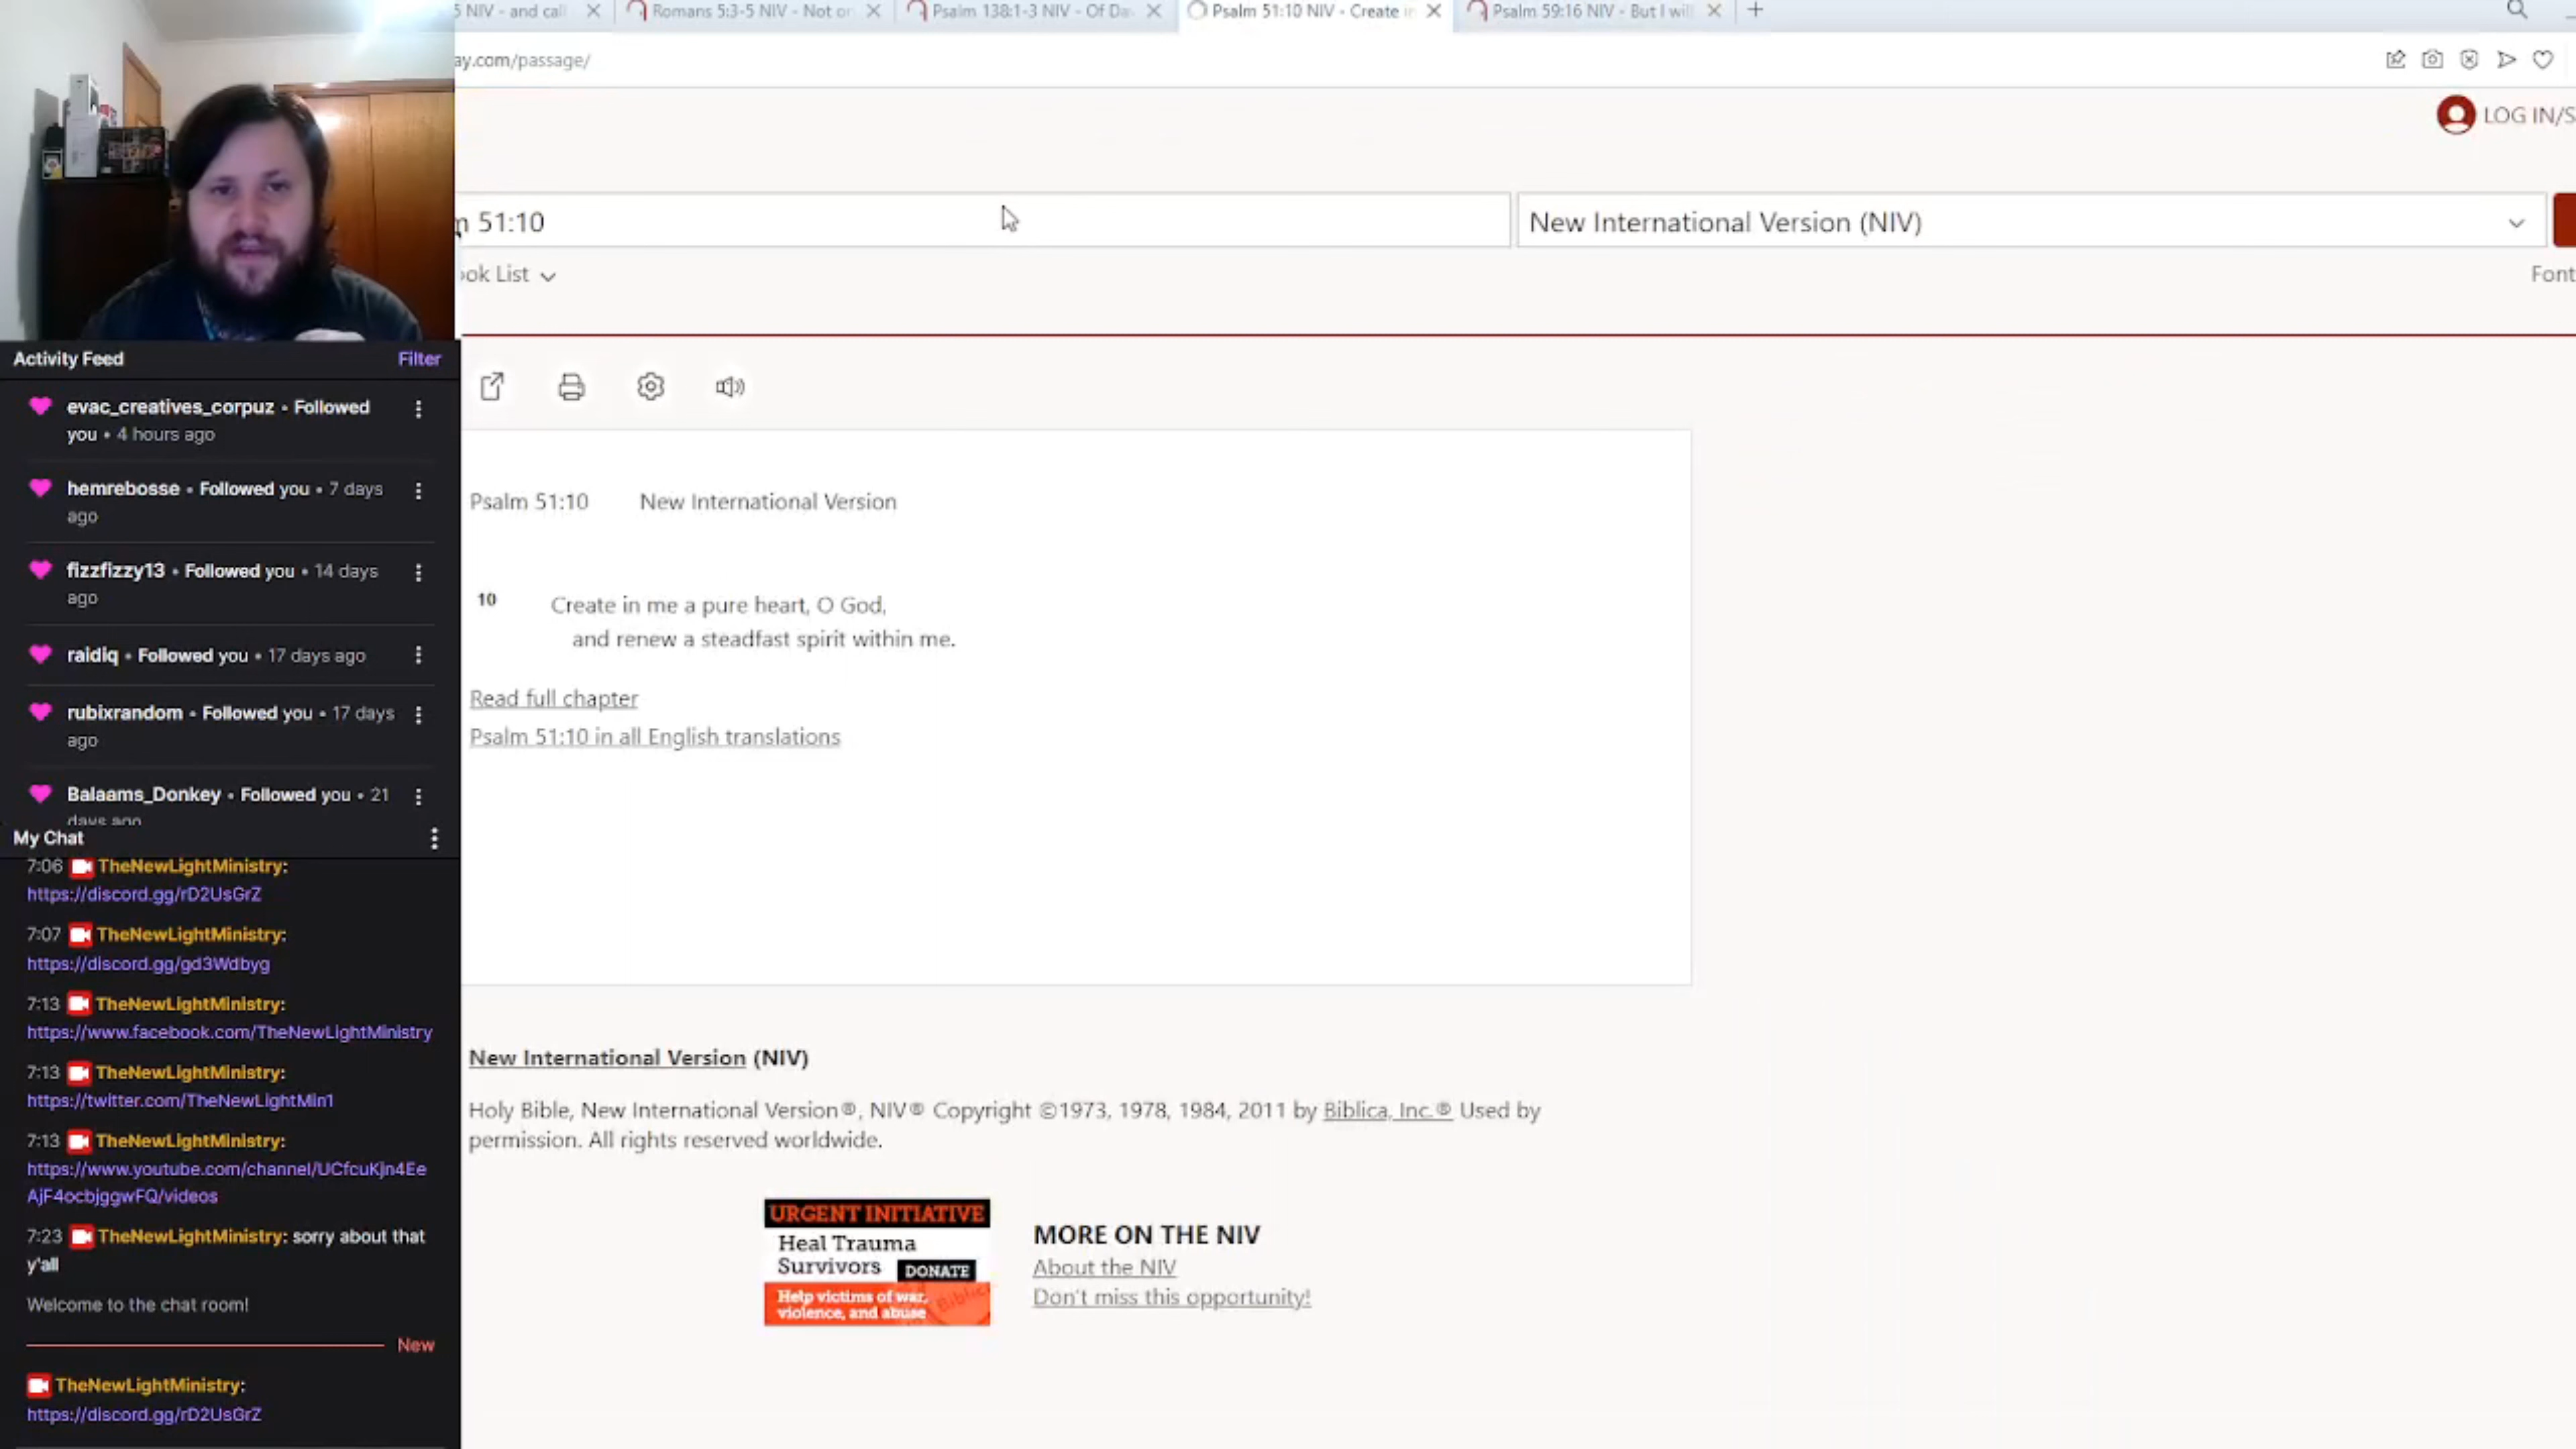 5 NIV - and call
Romans 5:3-5 NIV - Not on
Psalm 138:1-3 NIV - Of Da
Psalm 51:10 NIV - Create in
Psalm 59:16 NIV - But I will
ay.com/passage/
LOG IN/S
m 51:10
New International Version (NIV)
ook List
Font
Psalm 51:10 New International Version
10 Create in me a pure heart, O God,
and renew a steadfast spirit within me.
Read full chapter
Psalm 51:10 in all English translations
New International Version (NIV)
Holy Bible, New International Version®, NIV® Copyright ©1973, 1978, 1984, 2011 by Biblica, Inc.® Used by
permission. All rights reserved worldwide.
URGENT INITIATIVE
Heal Trauma
Survivors DONATE
Help victims of war,
violence, and abuse
Biblica
MORE ON THE NIV
About the NIV
Don't miss this opportunity!
Activity Feed Filter
evac_creatives_corpuz • Followed
you • 4 hours ago
hemrebosse • Followed you • 7 days
ago
fizzfizzy13 • Followed you • 14 days
ago
raidiq • Followed you • 17 days ago
rubixrandom • Followed you • 17 days
ago
Balaams_Donkey • Followed you • 21
days ago
My Chat
7:06 TheNewLightMinistry:
https://discord.gg/rD2UsGrZ
7:07 TheNewLightMinistry:
https://discord.gg/gd3Wdbyg
7:13 TheNewLightMinistry:
https://www.facebook.com/TheNewLightMinistry
7:13 TheNewLightMinistry:
https://twitter.com/TheNewLightMin1
7:13 TheNewLightMinistry:
https://www.youtube.com/channel/UCfcuKjn4Ee
AjF4ocbjggwFQ/videos
7:23 TheNewLightMinistry: sorry about that
y'all
Welcome to the chat room!
New
TheNewLightMinistry:
https://discord.gg/rD2UsGrZ